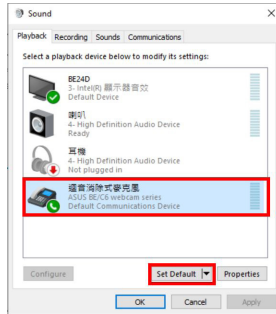 Sound
Playback Recording Sounds Communications
Select a playback device below to modify its settings:
BE24D
3- Intel(R) 顯示器音效
Default Device
喇叭
4- High Definition Audio Device
Ready
耳機
4- High Definition Audio Device
Not plugged in
迴音消除式麥克風
ASUS BE/C6 webcam series
Default Communications Device
Configure Set Default Properties
OK Cancel Apply